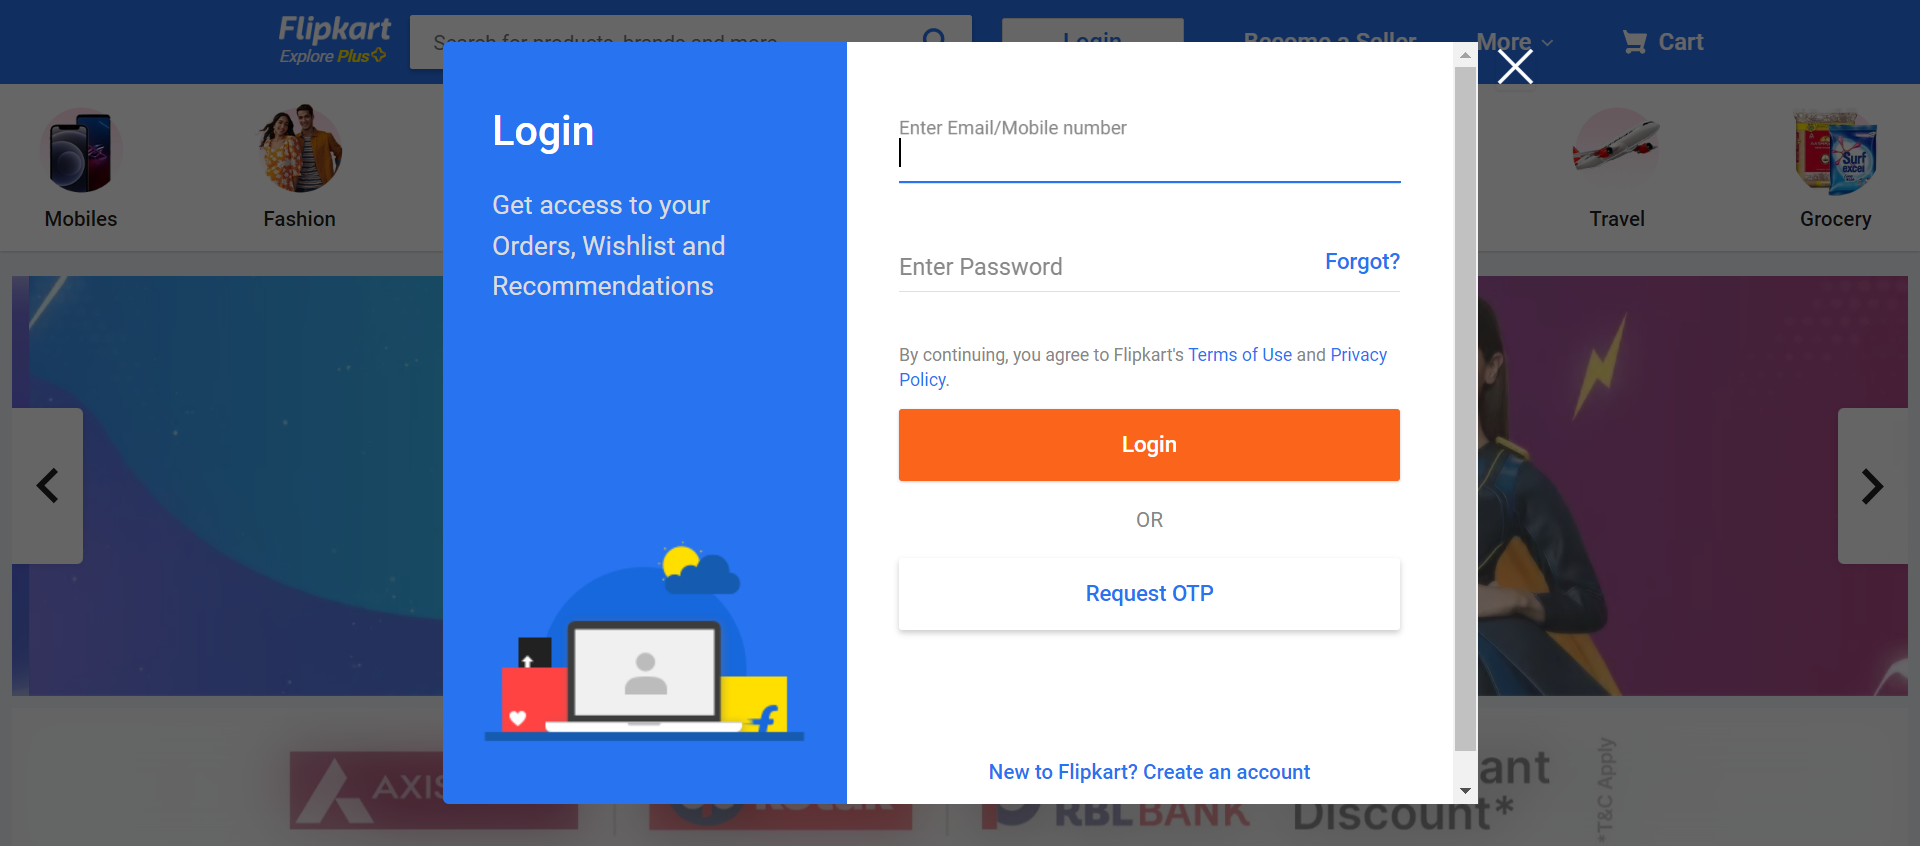 Flipkart
Explore Plus
Search for products, brands and more
Login
Become a Seller
More
Cart
Mobiles
Fashion
Travel
Surf excel
Grocery
Login
Get access to your
Orders, Wishlist and
Recommendations
Enter Email/Mobile number
Enter Password
Forgot?
By continuing, you agree to Flipkart's Terms of Use and Privacy
Policy.
Login
OR
Request OTP
New to Flipkart? Create an account
AXIS
kotak
RBL BANK
ant
Discount*
*T&C Apply